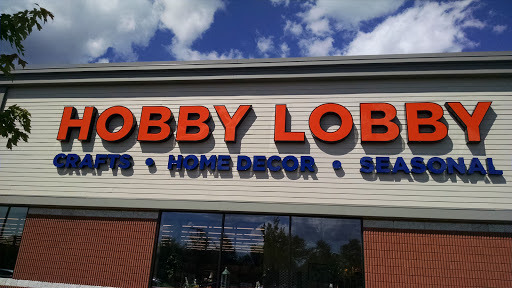 HOBBY LOBBY
CRAFTS • HOME DECOR • SEASONAL